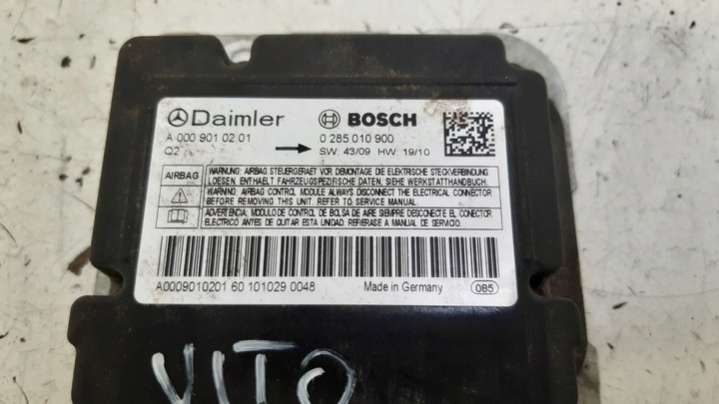 Daimler BOSCH
A 000 901 02 01 0 285 010 900
Q2 SW 43/09 HW 19/10
AIRBAG
WARNUNG: AIRBAG STEUERGERAET VOR DEMONTAGE DIE ELEKTRISCHE STECKVERBINDUNG
LOESEN. ENTHAELT FAHRZEUGSPEZIFISCHE DATEN, SIEHE WERKSTATTHANDBUCH.
WARNING: AIRBAG CONTROL MODULE ALWAYS DISCONNECT THE ELECTRICAL CONNECTOR
BEFORE REMOVING THIS UNIT. REFER TO SERVICE MANUAL.
ADVERTENCIA: MODULO DE CONTROL DE BOLSA DE AIRE SIEMPRE DESCONECTE EL CONECTOR
ELECTRICO ANTES DE QUITAR ESTA UNIDAD. REFIERASE A MANUAL DE SERVICIO.
A0009010201 60 101029 0048 Made in Germany 085
VITO